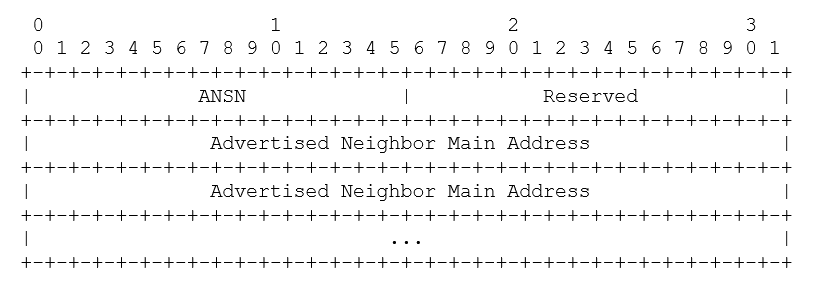 0                   1                   2                   3
 0 1 2 3 4 5 6 7 8 9 0 1 2 3 4 5 6 7 8 9 0 1 2 3 4 5 6 7 8 9 0 1
+-+-+-+-+-+-+-+-+-+-+-+-+-+-+-+-+-+-+-+-+-+-+-+-+-+-+-+-+-+-+-+-+
|              ANSN             |           Reserved            |
+-+-+-+-+-+-+-+-+-+-+-+-+-+-+-+-+-+-+-+-+-+-+-+-+-+-+-+-+-+-+-+-+
|               Advertised Neighbor Main Address                |
+-+-+-+-+-+-+-+-+-+-+-+-+-+-+-+-+-+-+-+-+-+-+-+-+-+-+-+-+-+-+-+-+
|               Advertised Neighbor Main Address                |
+-+-+-+-+-+-+-+-+-+-+-+-+-+-+-+-+-+-+-+-+-+-+-+-+-+-+-+-+-+-+-+-+
|                              ...                              |
+-+-+-+-+-+-+-+-+-+-+-+-+-+-+-+-+-+-+-+-+-+-+-+-+-+-+-+-+-+-+-+-+